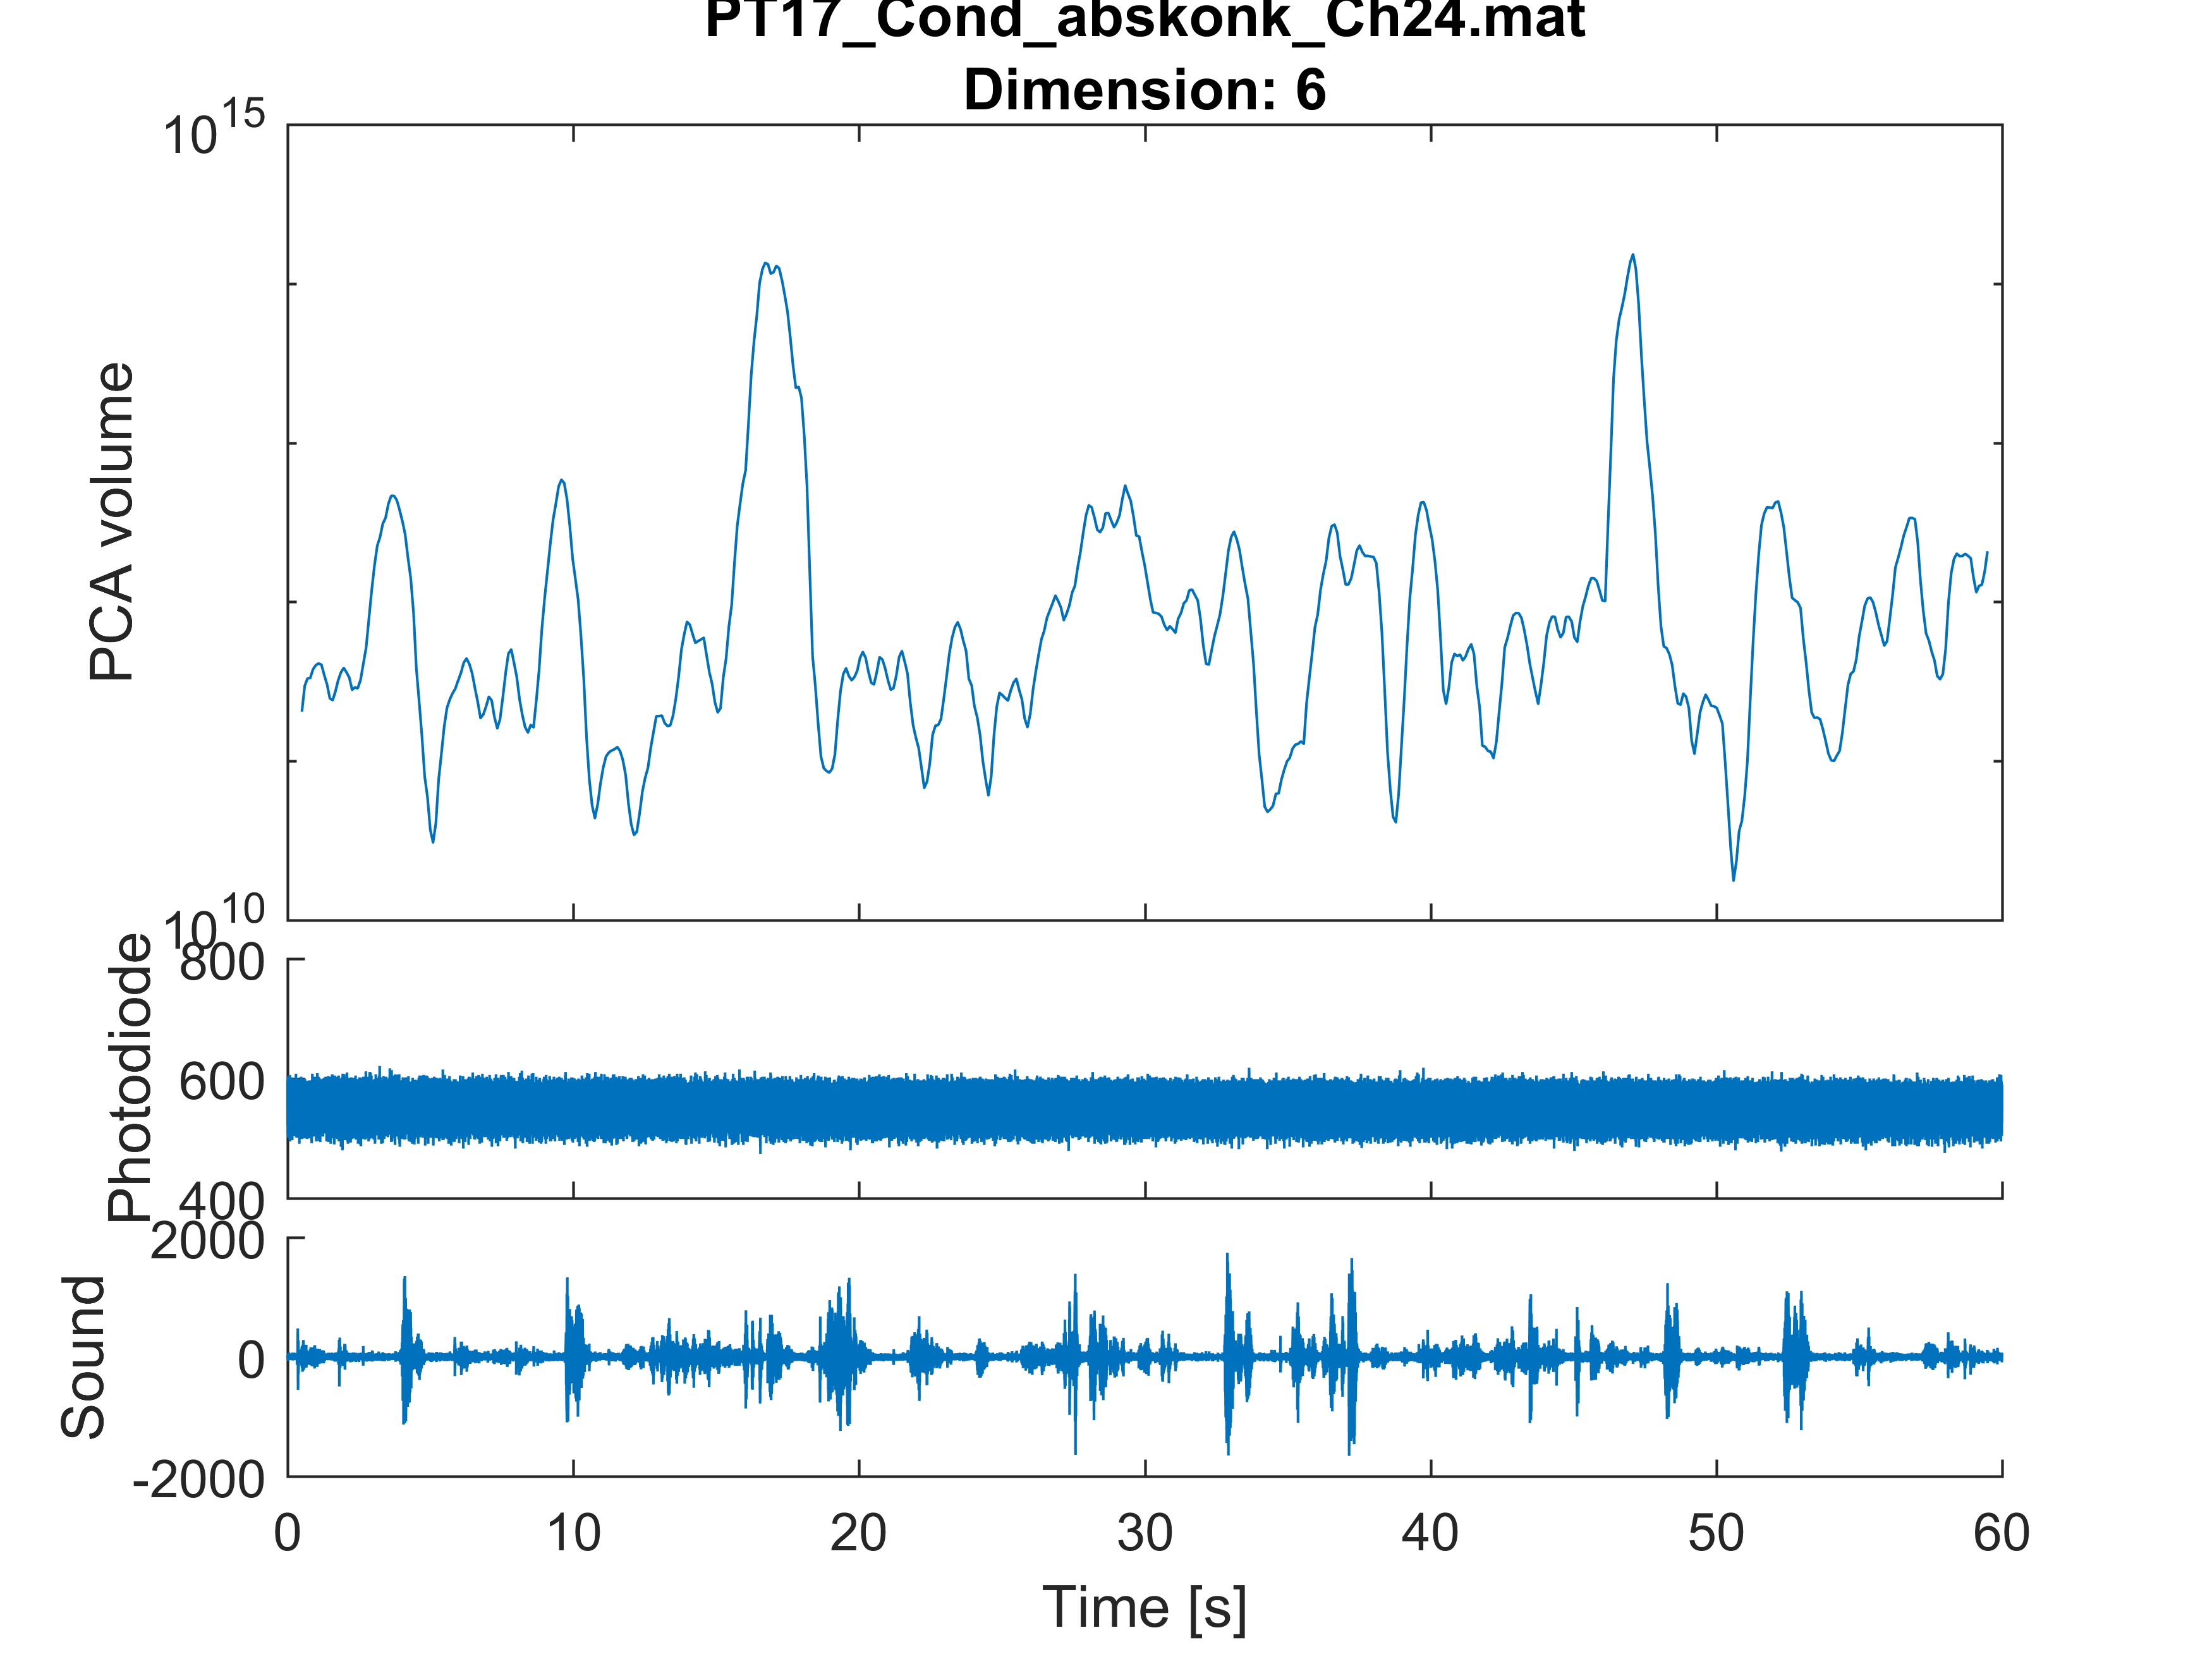 PT17_Cond_abskonk_Ch24.mat
Dimension: 6
10^15
PCA volume
10^10
Photodiode
800
600
400
Sound
2000
0
-2000
0 10 20 30 40 50 60
Time [s]